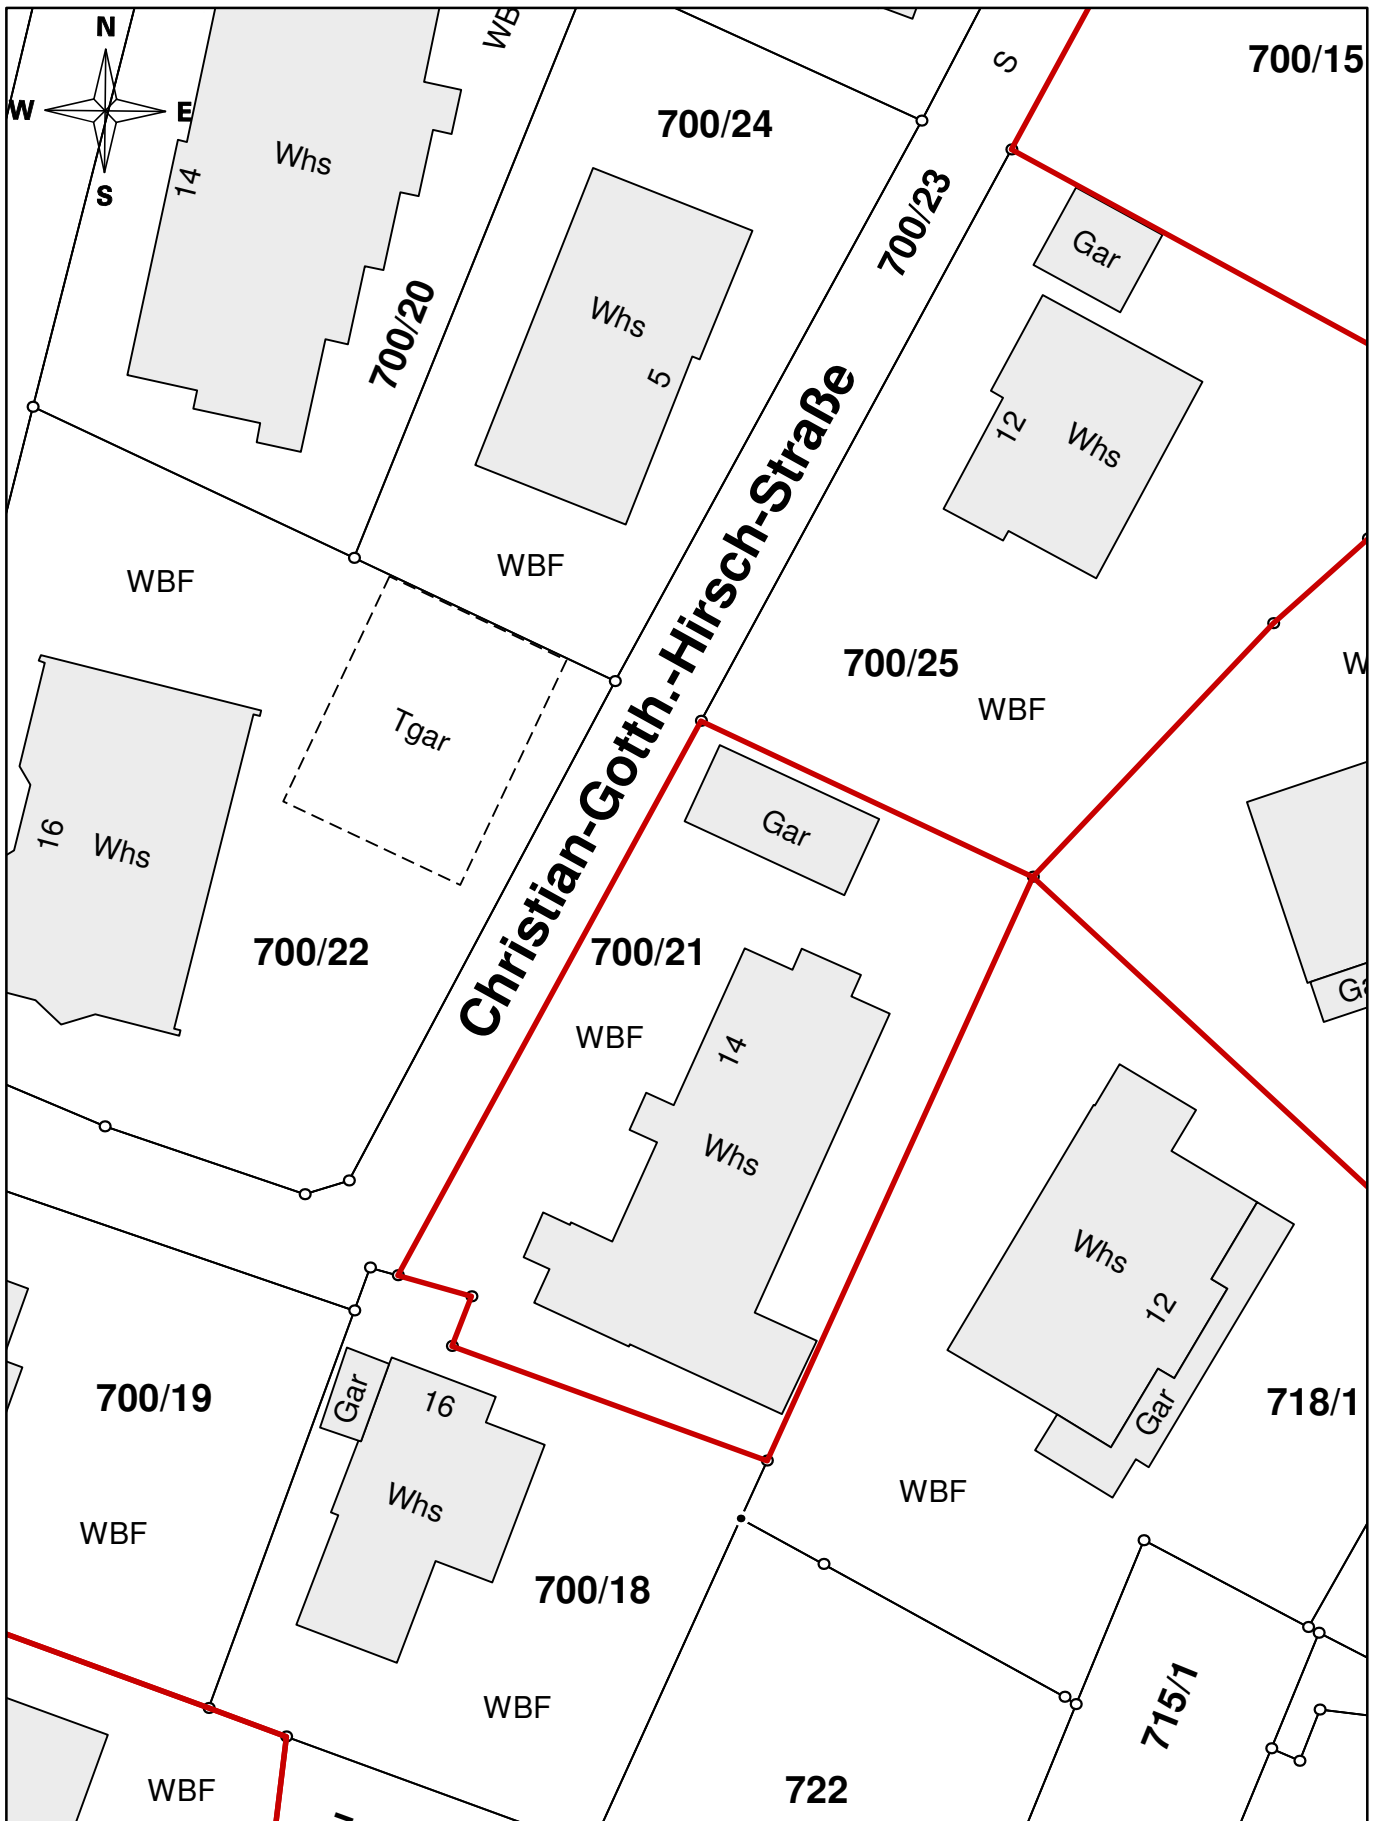 N
W
E
S
14
Whs
700/20
700/24
Whs
5
WBF
S
700/23
700/15
Gar
12
Whs
Christian-Gotth.-Hirsch-Straße
WBF
Tgar
16
Whs
700/22
700/25
WBF
Gar
700/21
WBF
14
Whs
Whs
12
Gar
718/1
WBF
700/19
WBF
Gar
16
Whs
700/18
WBF
WBF
722
715/1